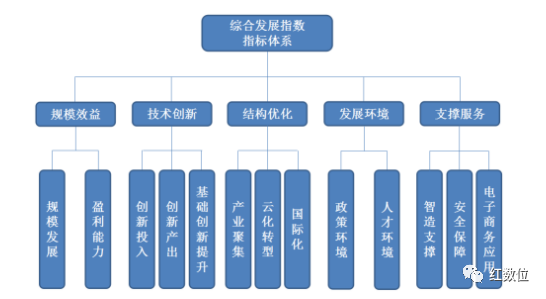 综合发展指数
指标体系
规模效益
技术创新
结构优化
发展环境
支撑服务
规模发展
盈利能力
创新投入
创新产出
基础创新提升
产业聚集
云化转型
国际化
政策环境
人才环境
智造支撑
安全保障
电子商务应用
红数位